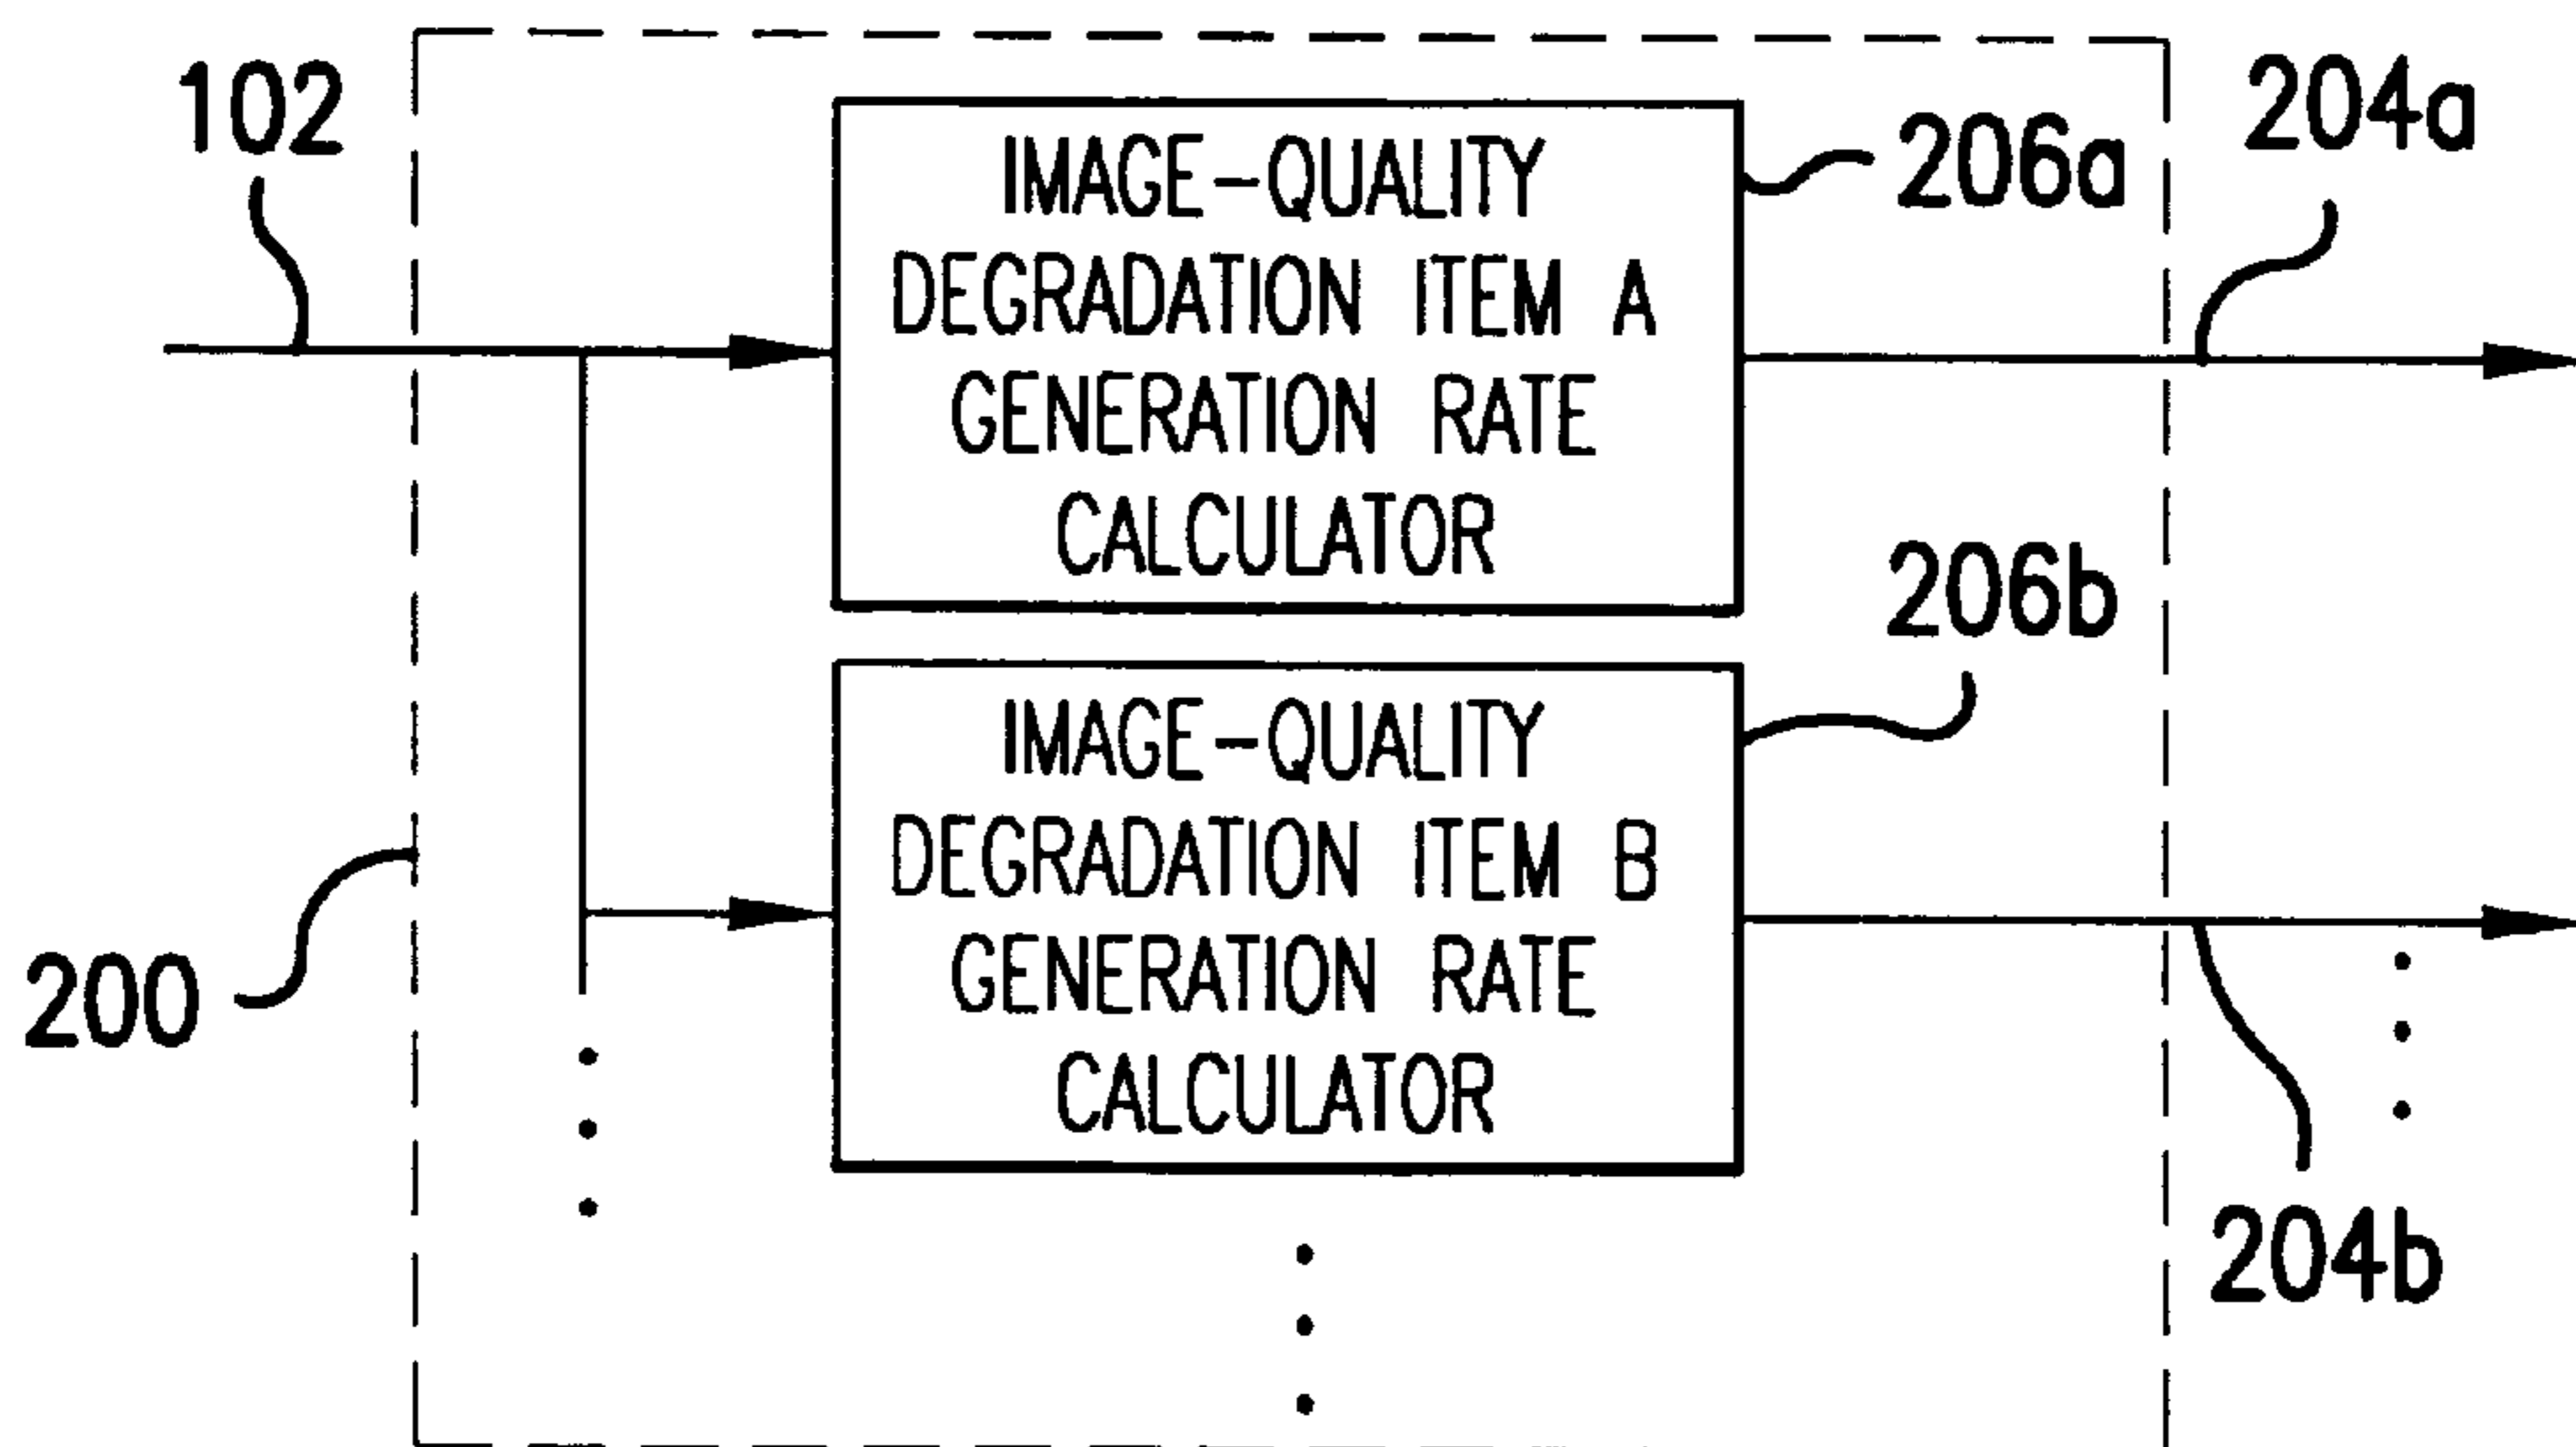 102
204a
206a
IMAGE-QUALITY
DEGRADATION ITEM A
GENERATION RATE
CALCULATOR
206b
IMAGE-QUALITY
DEGRADATION ITEM B
GENERATION RATE
CALCULATOR
200
204b